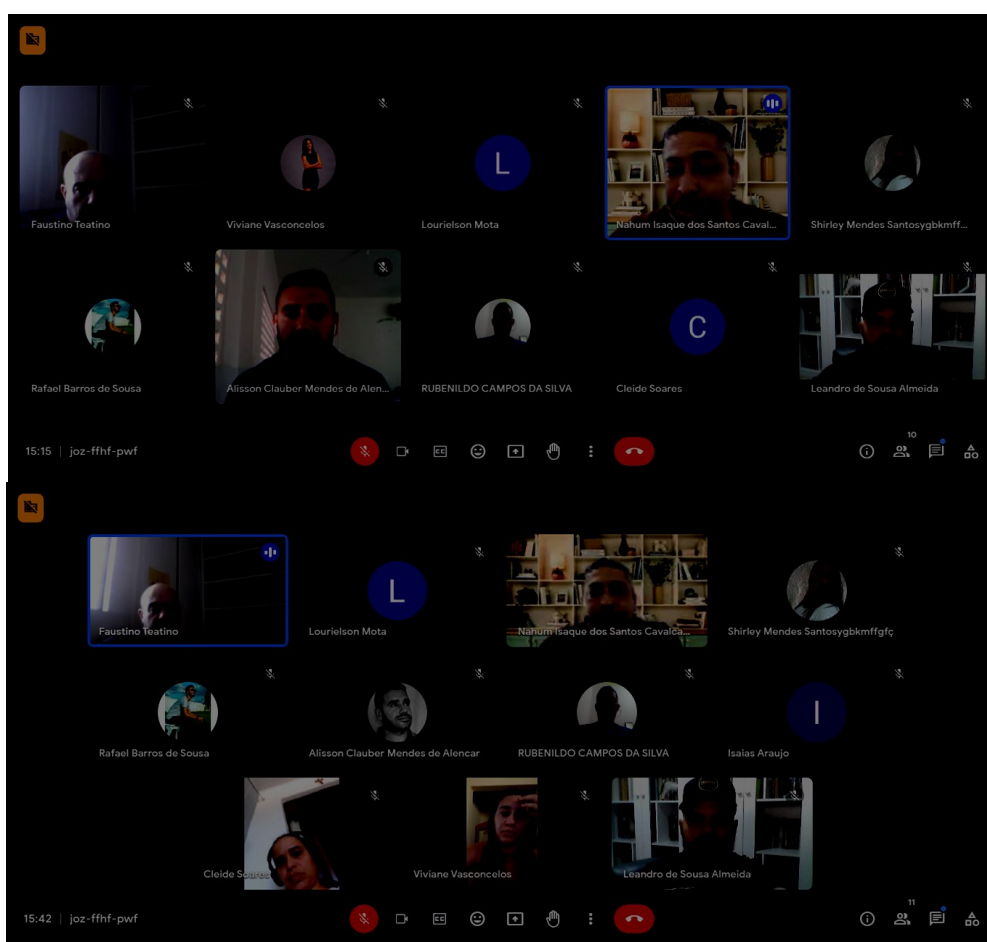 Faustino Teatino
Viviane Vasconcelos
L
Lourielson Mota
Nahum Isaque dos Santos Caval...
Shirley Mendes Santosygbkmff...
Rafael Barros de Sousa
Alisson Clauber Mendes de Alen...
RUBENILDO CAMPOS DA SILVA
C
Cleide Soares
Leandro de Sousa Almeida
15:15 | joz-ffhf-pwf
CC
10
Faustino Teatino
L
Lourielson Mota
Nahum Isaque dos Santos Cavalca...
Shirley Mendes Santosygbkmffgfç
Rafael Barros de Sousa
Alisson Clauber Mendes de Alencar
RUBENILDO CAMPOS DA SILVA
I
Isaias Araujo
Cleide Soares
Viviane Vasconcelos
Leandro de Sousa Almeida
15:42 | joz-ffhf-pwf
CC
11